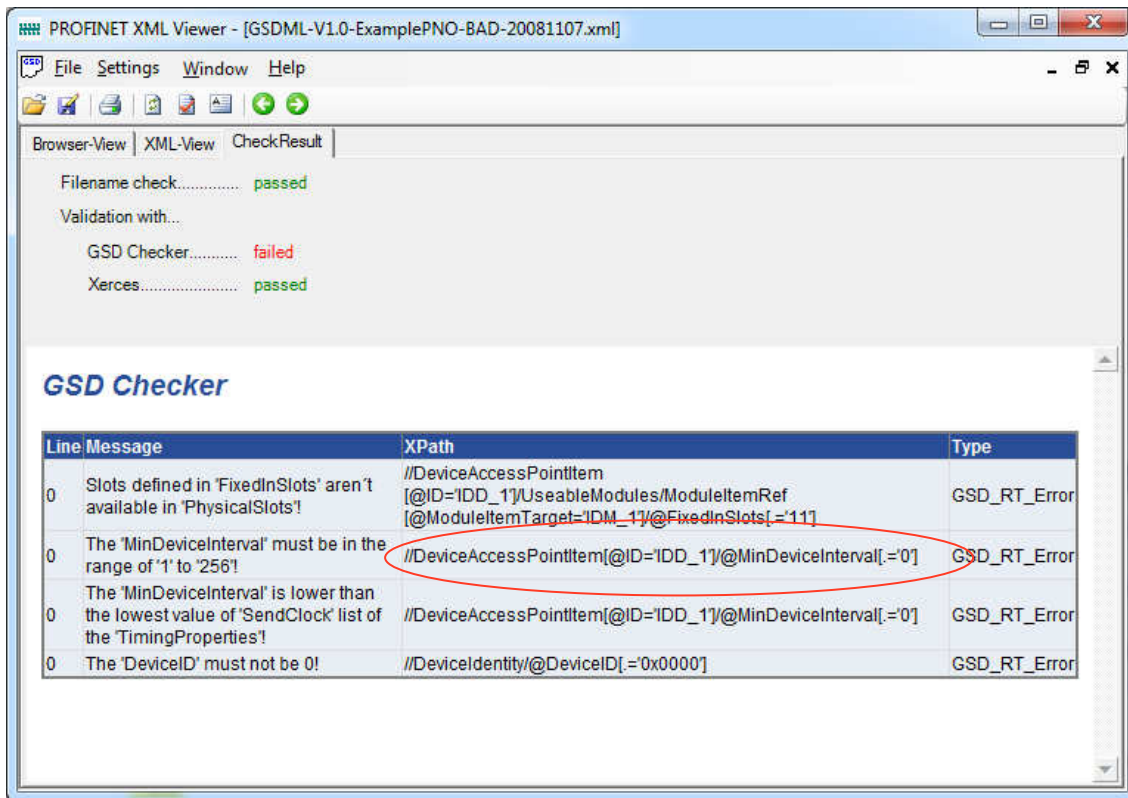 PROFINET XML Viewer - [GSDML-V1.0-ExamplePNO-BAD-20081107.xml]
File Settings Window Help
Browser-View XML-View CheckResult
Filename check.............. passed
Validation with...
GSD Checker........... failed
Xerces...................... passed
GSD Checker
Line Message XPath Type
0 Slots defined in 'FixedInSlots' aren´t available in 'PhysicalSlots'! //DeviceAccessPointItem [@ID='IDD_1']/UseableModules/ModuleItemRef [@ModuleItemTarget='IDM_1']/@FixedInSlots[.='11'] GSD_RT_Error
0 The 'MinDeviceInterval' must be in the range of '1' to '256'! //DeviceAccessPointItem[@ID='IDD_1']/@MinDeviceInterval[.='0'] GSD_RT_Error
0 The 'MinDeviceInterval' is lower than the lowest value of 'SendClock' list of the 'TimingProperties'! //DeviceAccessPointItem[@ID='IDD_1']/@MinDeviceInterval[.='0'] GSD_RT_Error
0 The 'DeviceID' must not be 0! //DeviceIdentity/@DeviceID[.='0x0000'] GSD_RT_Error